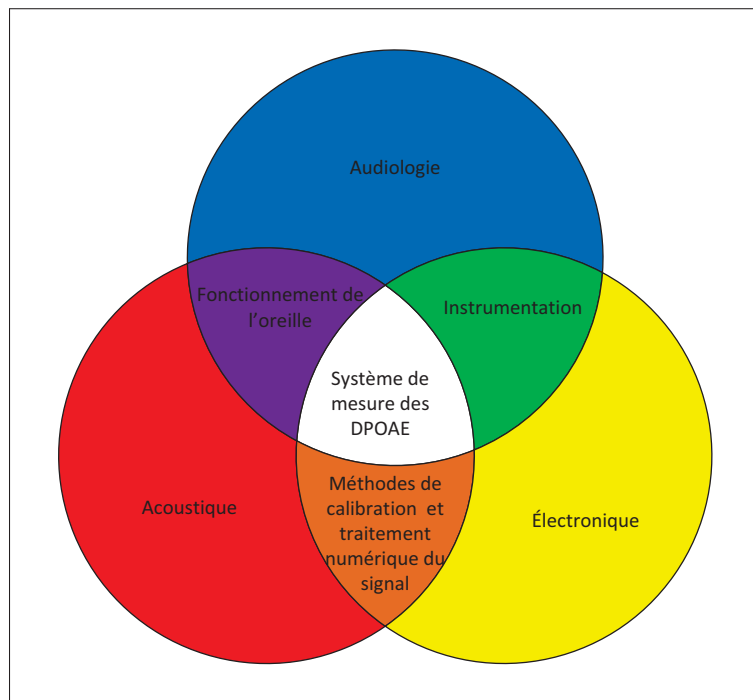 Audiologie
Fonctionnement de
l’oreille
Instrumentation
Système de
mesure des
DPOAE
Acoustique
Méthodes de
calibration et
traitement
numérique du
signal
Électronique